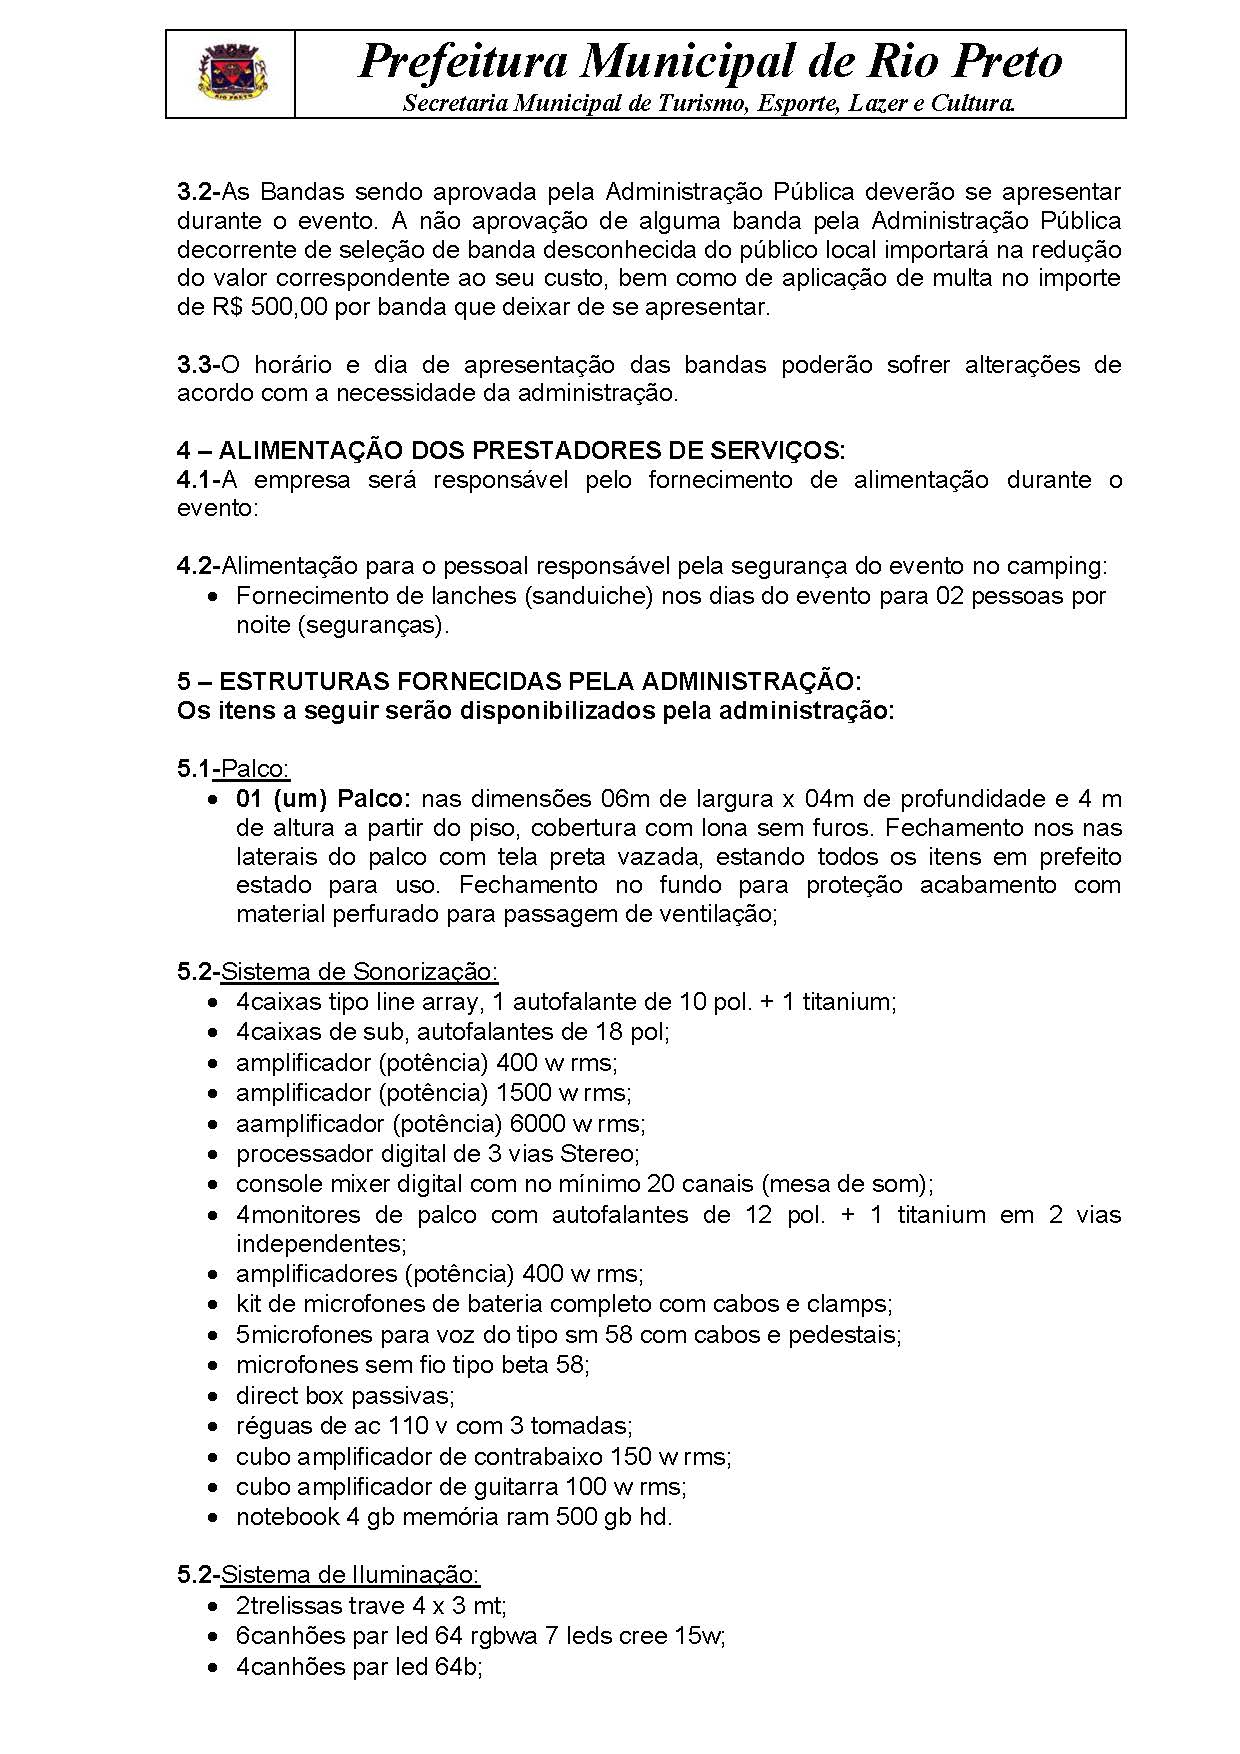 RIO PRETO
Prefeitura Municipal de Rio Preto
Secretaria Municipal de Turismo, Esporte, Lazer e Cultura.
3.2-As Bandas sendo aprovada pela Administração Pública deverão se apresentar
durante o evento. A não aprovação de alguma banda pela Administração Pública
decorrente de seleção de banda desconhecida do público local importará na redução
do valor correspondente ao seu custo, bem como de aplicação de multa no importe
de R$ 500,00 por banda que deixar de se apresentar.
3.3-O horário e dia de apresentação das bandas poderão sofrer alterações de
acordo com a necessidade da administração.
4 – ALIMENTAÇÃO DOS PRESTADORES DE SERVIÇOS:
4.1-A empresa será responsável pelo fornecimento de alimentação durante o
evento:
4.2-Alimentação para o pessoal responsável pela segurança do evento no camping:
• Fornecimento de lanches (sanduiche) nos dias do evento para 02 pessoas por
noite (seguranças).
5 – ESTRUTURAS FORNECIDAS PELA ADMINISTRAÇÃO:
Os itens a seguir serão disponibilizados pela administração:
5.1-Palco:
• 01 (um) Palco: nas dimensões 06m de largura x 04m de profundidade e 4 m
de altura a partir do piso, cobertura com lona sem furos. Fechamento nos nas
laterais do palco com tela preta vazada, estando todos os itens em prefeito
estado para uso. Fechamento no fundo para proteção acabamento com
material perfurado para passagem de ventilação;
5.2-Sistema de Sonorização:
• 4caixas tipo line array, 1 autofalante de 10 pol. + 1 titanium;
• 4caixas de sub, autofalantes de 18 pol;
• amplificador (potência) 400 w rms;
• amplificador (potência) 1500 w rms;
• aamplificador (potência) 6000 w rms;
• processador digital de 3 vias Stereo;
• console mixer digital com no mínimo 20 canais (mesa de som);
• 4monitores de palco com autofalantes de 12 pol. + 1 titanium em 2 vias
independentes;
• amplificadores (potência) 400 w rms;
• kit de microfones de bateria completo com cabos e clamps;
• 5microfones para voz do tipo sm 58 com cabos e pedestais;
• microfones sem fio tipo beta 58;
• direct box passivas;
• réguas de ac 110 v com 3 tomadas;
• cubo amplificador de contrabaixo 150 w rms;
• cubo amplificador de guitarra 100 w rms;
• notebook 4 gb memória ram 500 gb hd.
5.2-Sistema de Iluminação:
• 2trelissas trave 4 x 3 mt;
• 6canhões par led 64 rgbwa 7 leds cree 15w;
• 4canhões par led 64b;